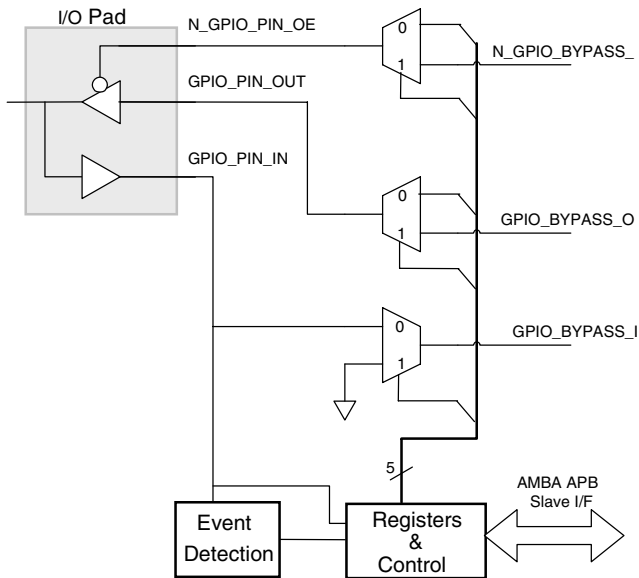 I/O Pad
N_GPIO_PIN_OE
0
1
N_GPIO_BYPASS_
GPIO_PIN_OUT
GPIO_PIN_IN
0
1
GPIO_BYPASS_O
0
1
GPIO_BYPASS_I
5
AMBA APB
Slave I/F
Event
Detection
Registers
&
Control